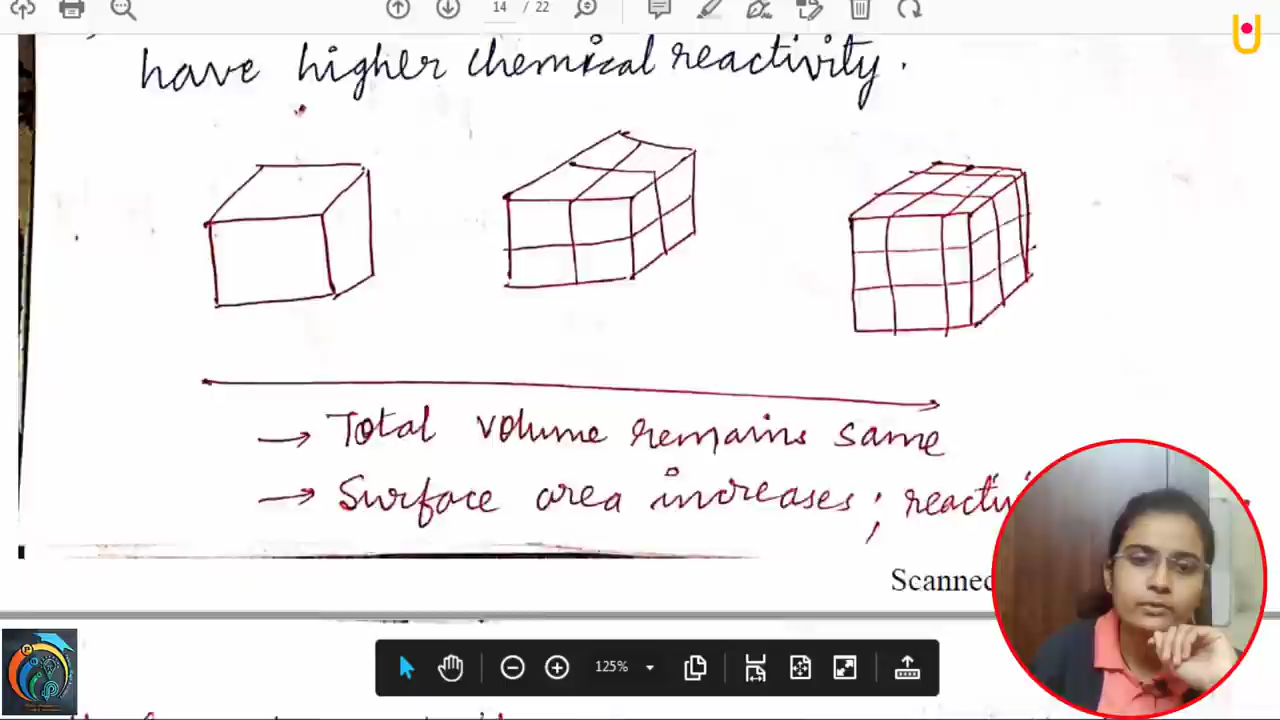 14 / 22
have higher chemical reactivity.
→ Total volume remains same
→ Surface area increases ; reacti
Scanned
125%